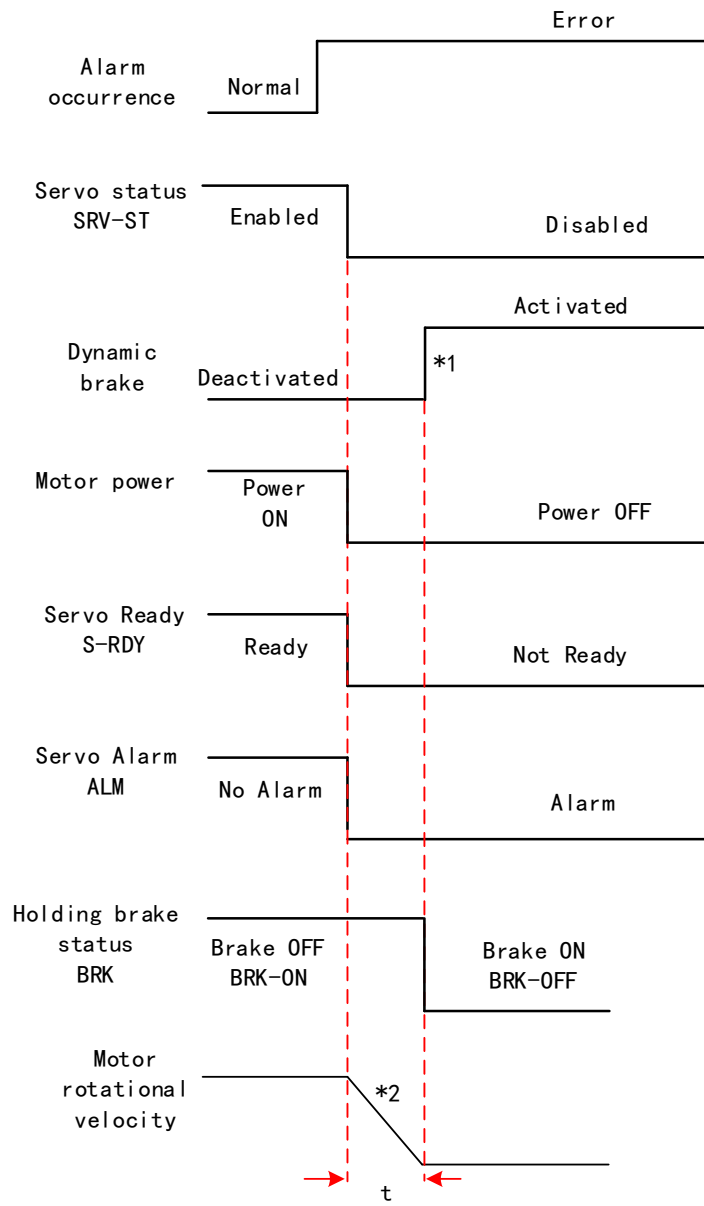 Error
Alarm
occurrence
Normal
Servo status
SRV-ST
Enabled
Disabled
Activated
Dynamic
brake
Deactivated
*1
Motor power
Power
ON
Power OFF
Servo Ready
S-RDY
Ready
Not Ready
Servo Alarm
ALM
No Alarm
Alarm
Holding brake
status
BRK
Brake OFF
BRK-ON
Brake ON
BRK-OFF
Motor
rotational
velocity
*2
t